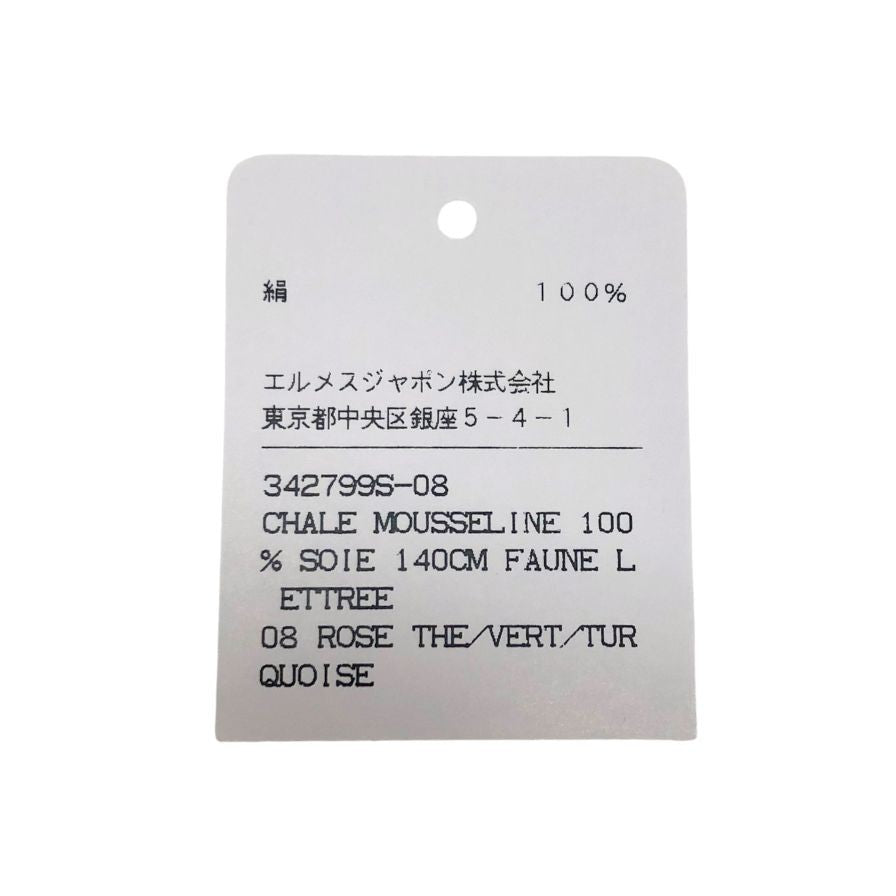 絹 １００％
エルメスジャポン株式会社
東京都中央区銀座５－４－１
342799S-08
CHALE MOUSSELINE 100
% SOIE 140CM FAUNE L
ETTREE
08 ROSE THE/VERT/TUR
QUOISE